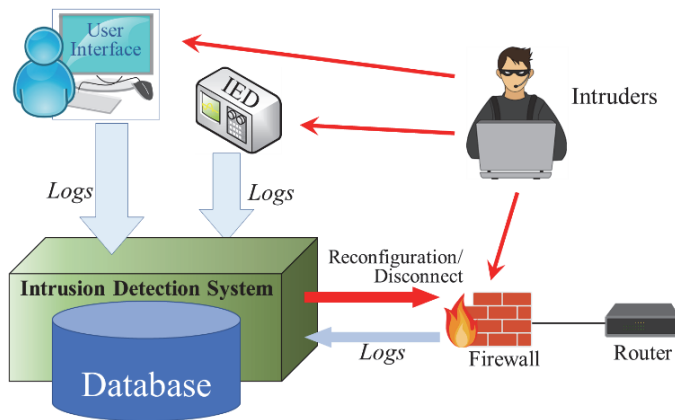 User
Interface
IED
Intruders
Logs
Logs
Reconfiguration/
Disconnect
Intrusion Detection System
Logs
Firewall
Router
Database